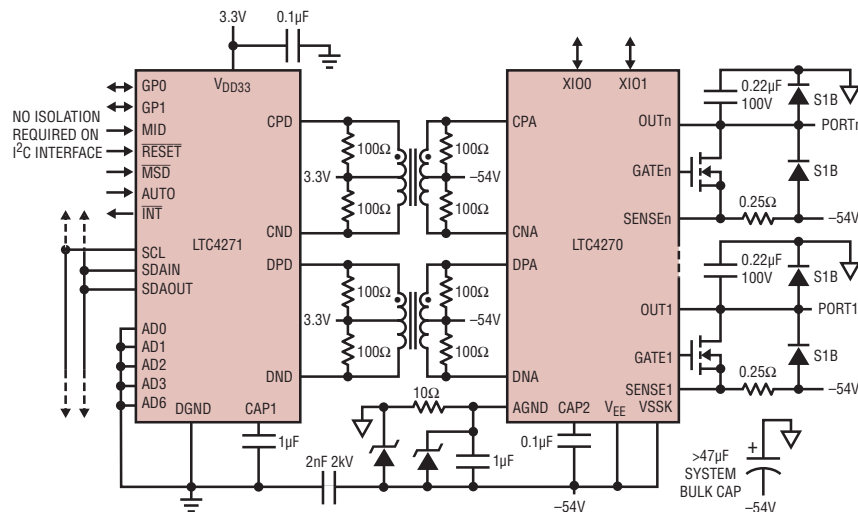 3.3V
0.1µF
VDD33
GP0
GP1
MID
RESET
MSD
AUTO
INT
NO ISOLATION
REQUIRED ON
I²C INTERFACE
LTC4271
SCL
SDAIN
SDAOUT
AD0
AD1
AD2
AD3
AD6
DGND
CAP1
CPD
CND
DPD
DND
100Ω
100Ω
3.3V
–54V
100Ω
100Ω
100Ω
100Ω
3.3V
–54V
100Ω
100Ω
10Ω
1µF
2nF 2kV
1µF
0.1µF
–54V
XIO0
XIO1
CPA
CNA
DPA
DNA
LTC4270
AGND
CAP2
VEE
VSSK
OUTn
GATEn
SENSEn
OUT1
GATE1
SENSE1
0.22µF
100V
S1B
PORTn
S1B
0.25Ω
–54V
0.22µF
100V
S1B
PORT1
S1B
0.25Ω
–54V
+
>47µF
SYSTEM
BULK CAP
–54V